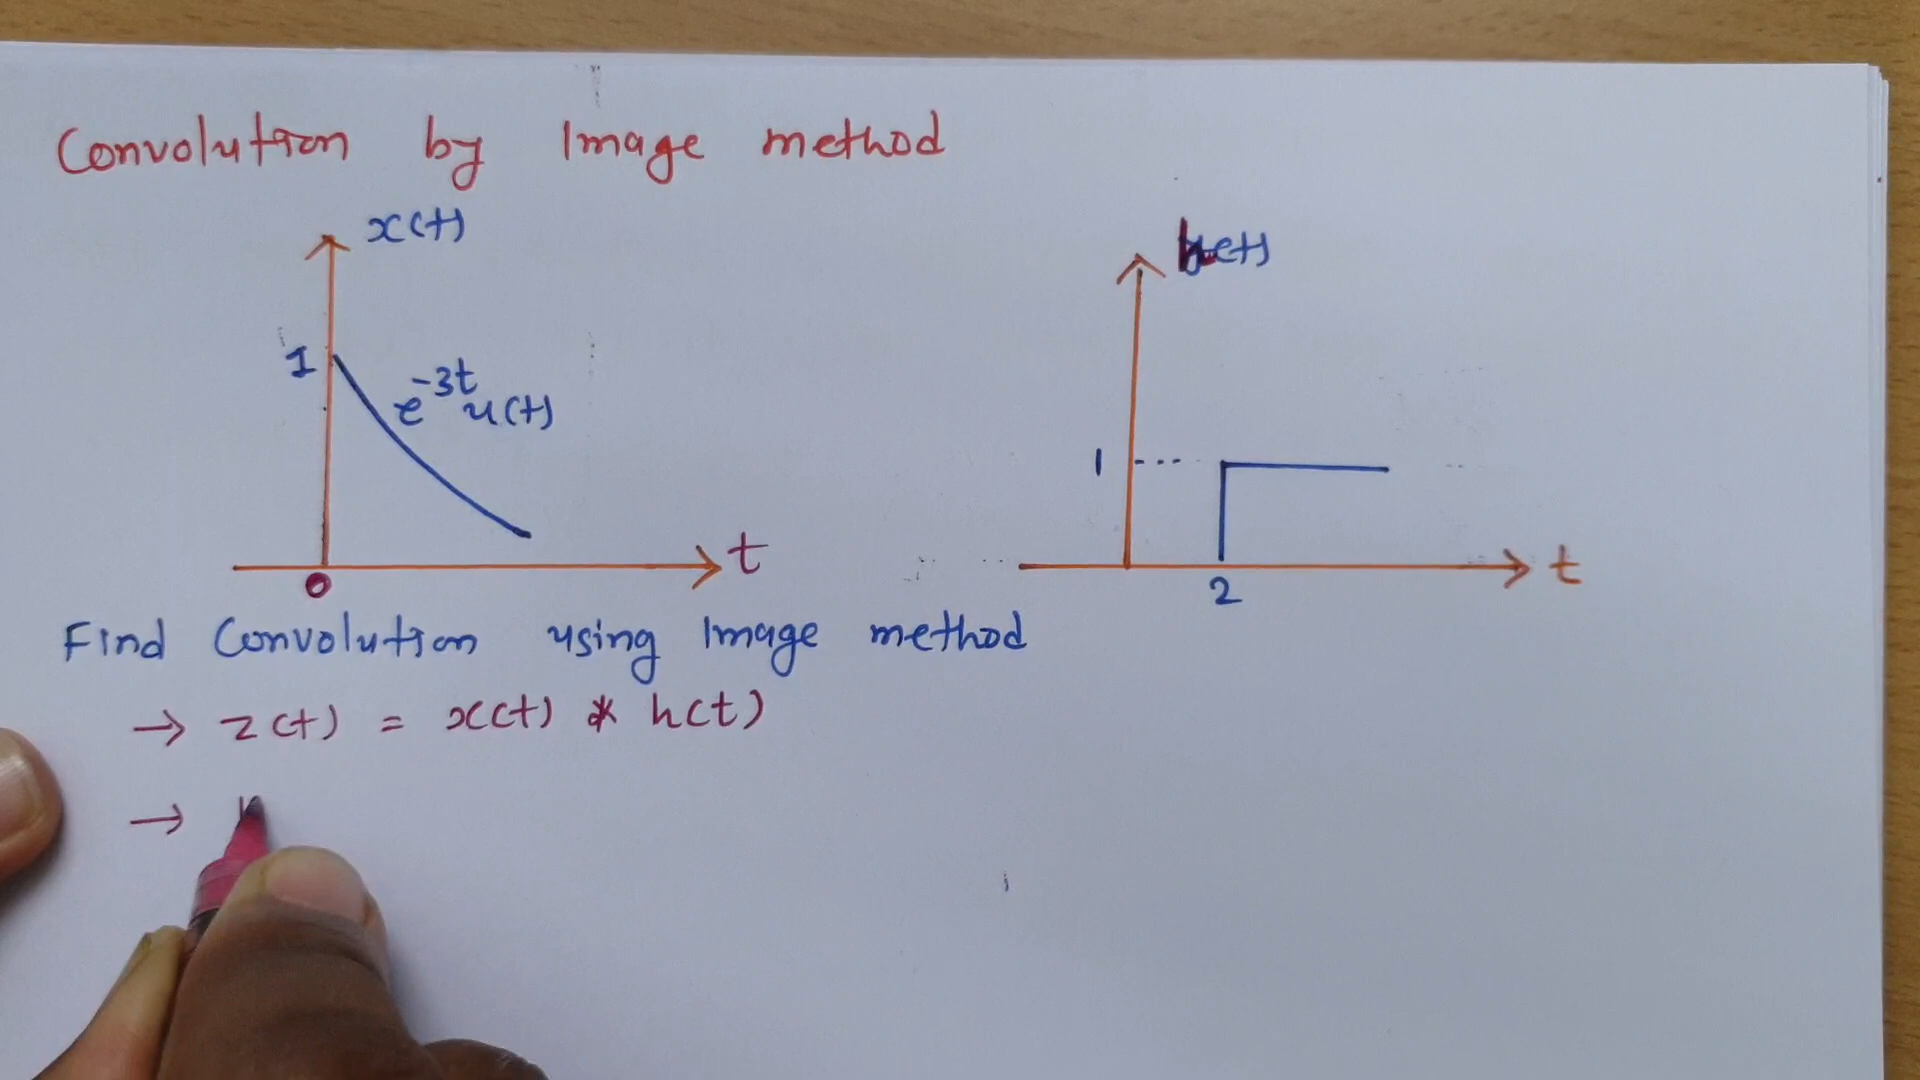 Convolution by Image method
x(t)
h(t)
1
e^-3t u(t)
1
t
t
0
2
Find Convolution using Image method
→ z(t) = x(t) * h(t)
→